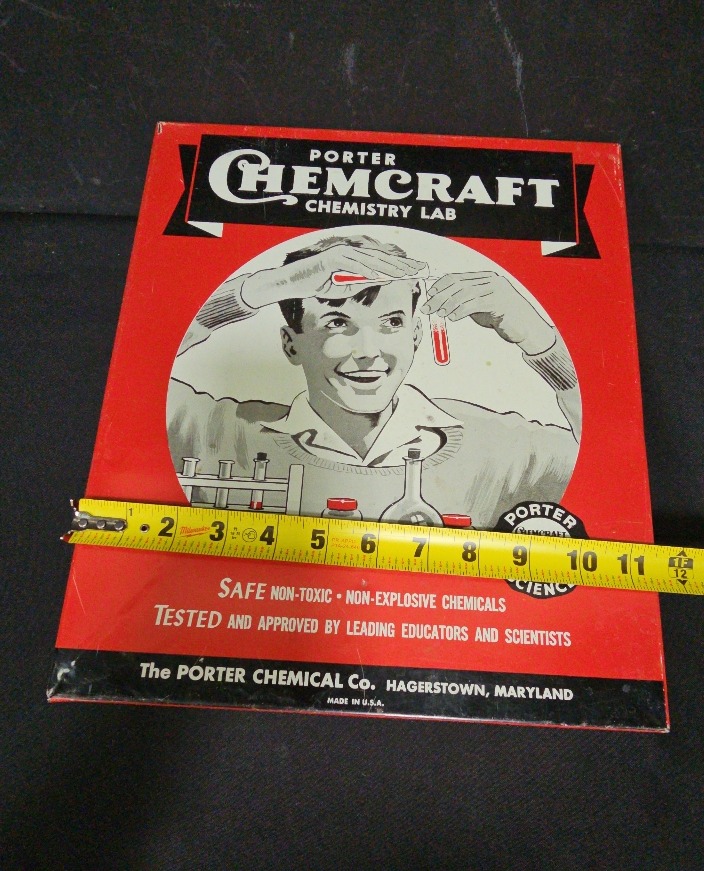 PORTER
CHEMCRAFT
CHEMISTRY LAB
1 2 3 4 5 6 7 8 9 10 11 1F 12
Milwaukee
PORTER
CHEMCRAFT
SCIENCE
SAFE NON-TOXIC • NON-EXPLOSIVE CHEMICALS
TESTED AND APPROVED BY LEADING EDUCATORS AND SCIENTISTS
The PORTER CHEMICAL Co. HAGERSTOWN, MARYLAND
MADE IN U.S.A.